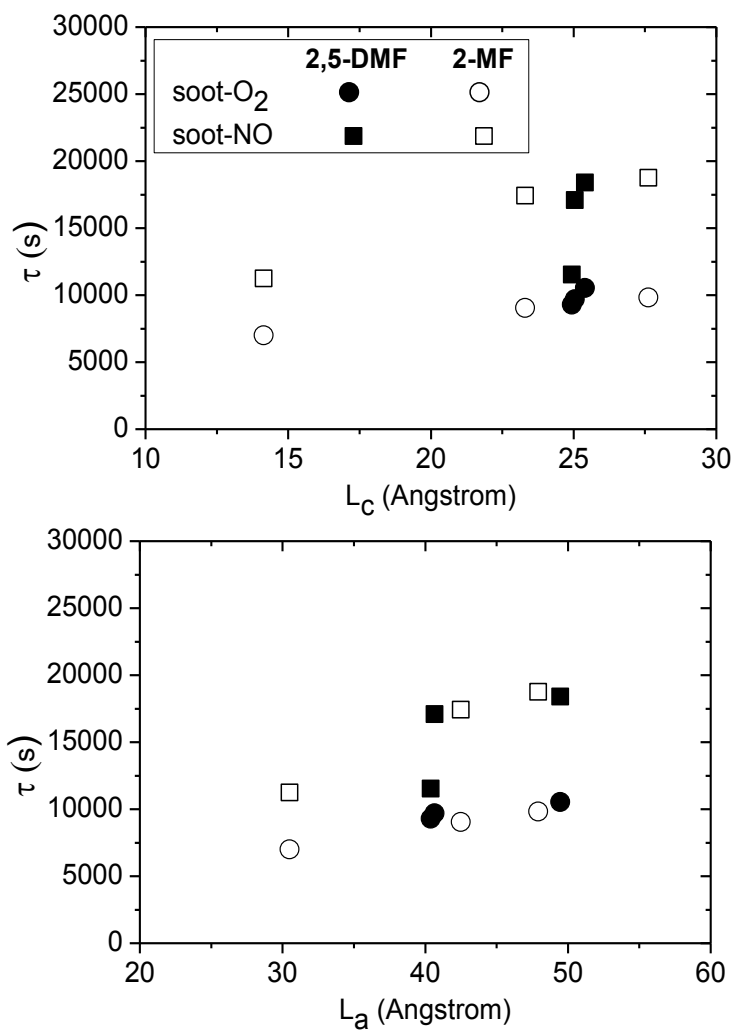 30000
2,5-DMF 2-MF
25000 soot-O2
soot-NO
20000
15000
10000
5000
0
τ (s)
10 15 20 25 30
Lc (Angstrom)
30000
25000
20000
15000
10000
5000
0
τ (s)
20 30 40 50 60
La (Angstrom)